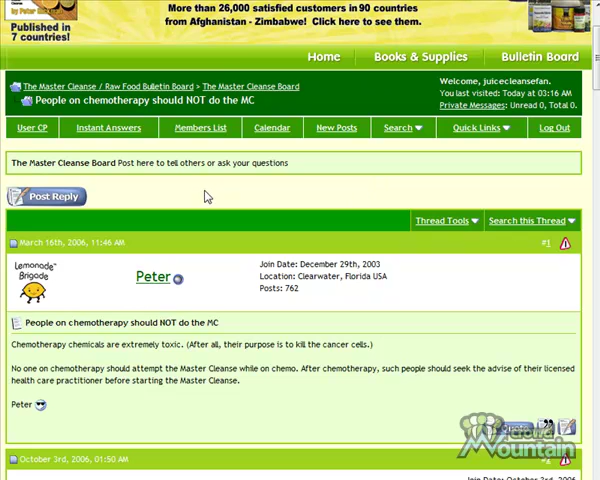 by Peter
Published in
7 countries!
More than 26,000 satisfied customers in 90 countries
from Afghanistan - Zimbabwe! Click here to see them.
Home Books & Supplies Bulletin Board
The Master Cleanse / Raw Food Bulletin Board > The Master Cleanse Board
People on chemotherapy should NOT do the MC
Welcome, juicecleansefan.
You last visited: Today at 03:16 AM
Private Messages: Unread 0, Total 0.
User CP Instant Answers Members List Calendar New Posts Search Quick Links Log Out
The Master Cleanse Board Post here to tell others or ask your questions
Post Reply
Thread Tools Search this Thread
March 16th, 2006, 11:46 AM #1
Lemonade™
Brigade
Peter
Join Date: December 29th, 2003
Location: Clearwater, Florida USA
Posts: 762
People on chemotherapy should NOT do the MC
Chemotherapy chemicals are extremely toxic. (After all, their purpose is to kill the cancer cells.)
No one on chemotherapy should attempt the Master Cleanse while on chemo. After chemotherapy, such people should seek the advise of their licensed
health care practitioner before starting the Master Cleanse.
Peter
Mountain
October 3rd, 2006, 01:50 AM
Join Date: October 3rd, 2006